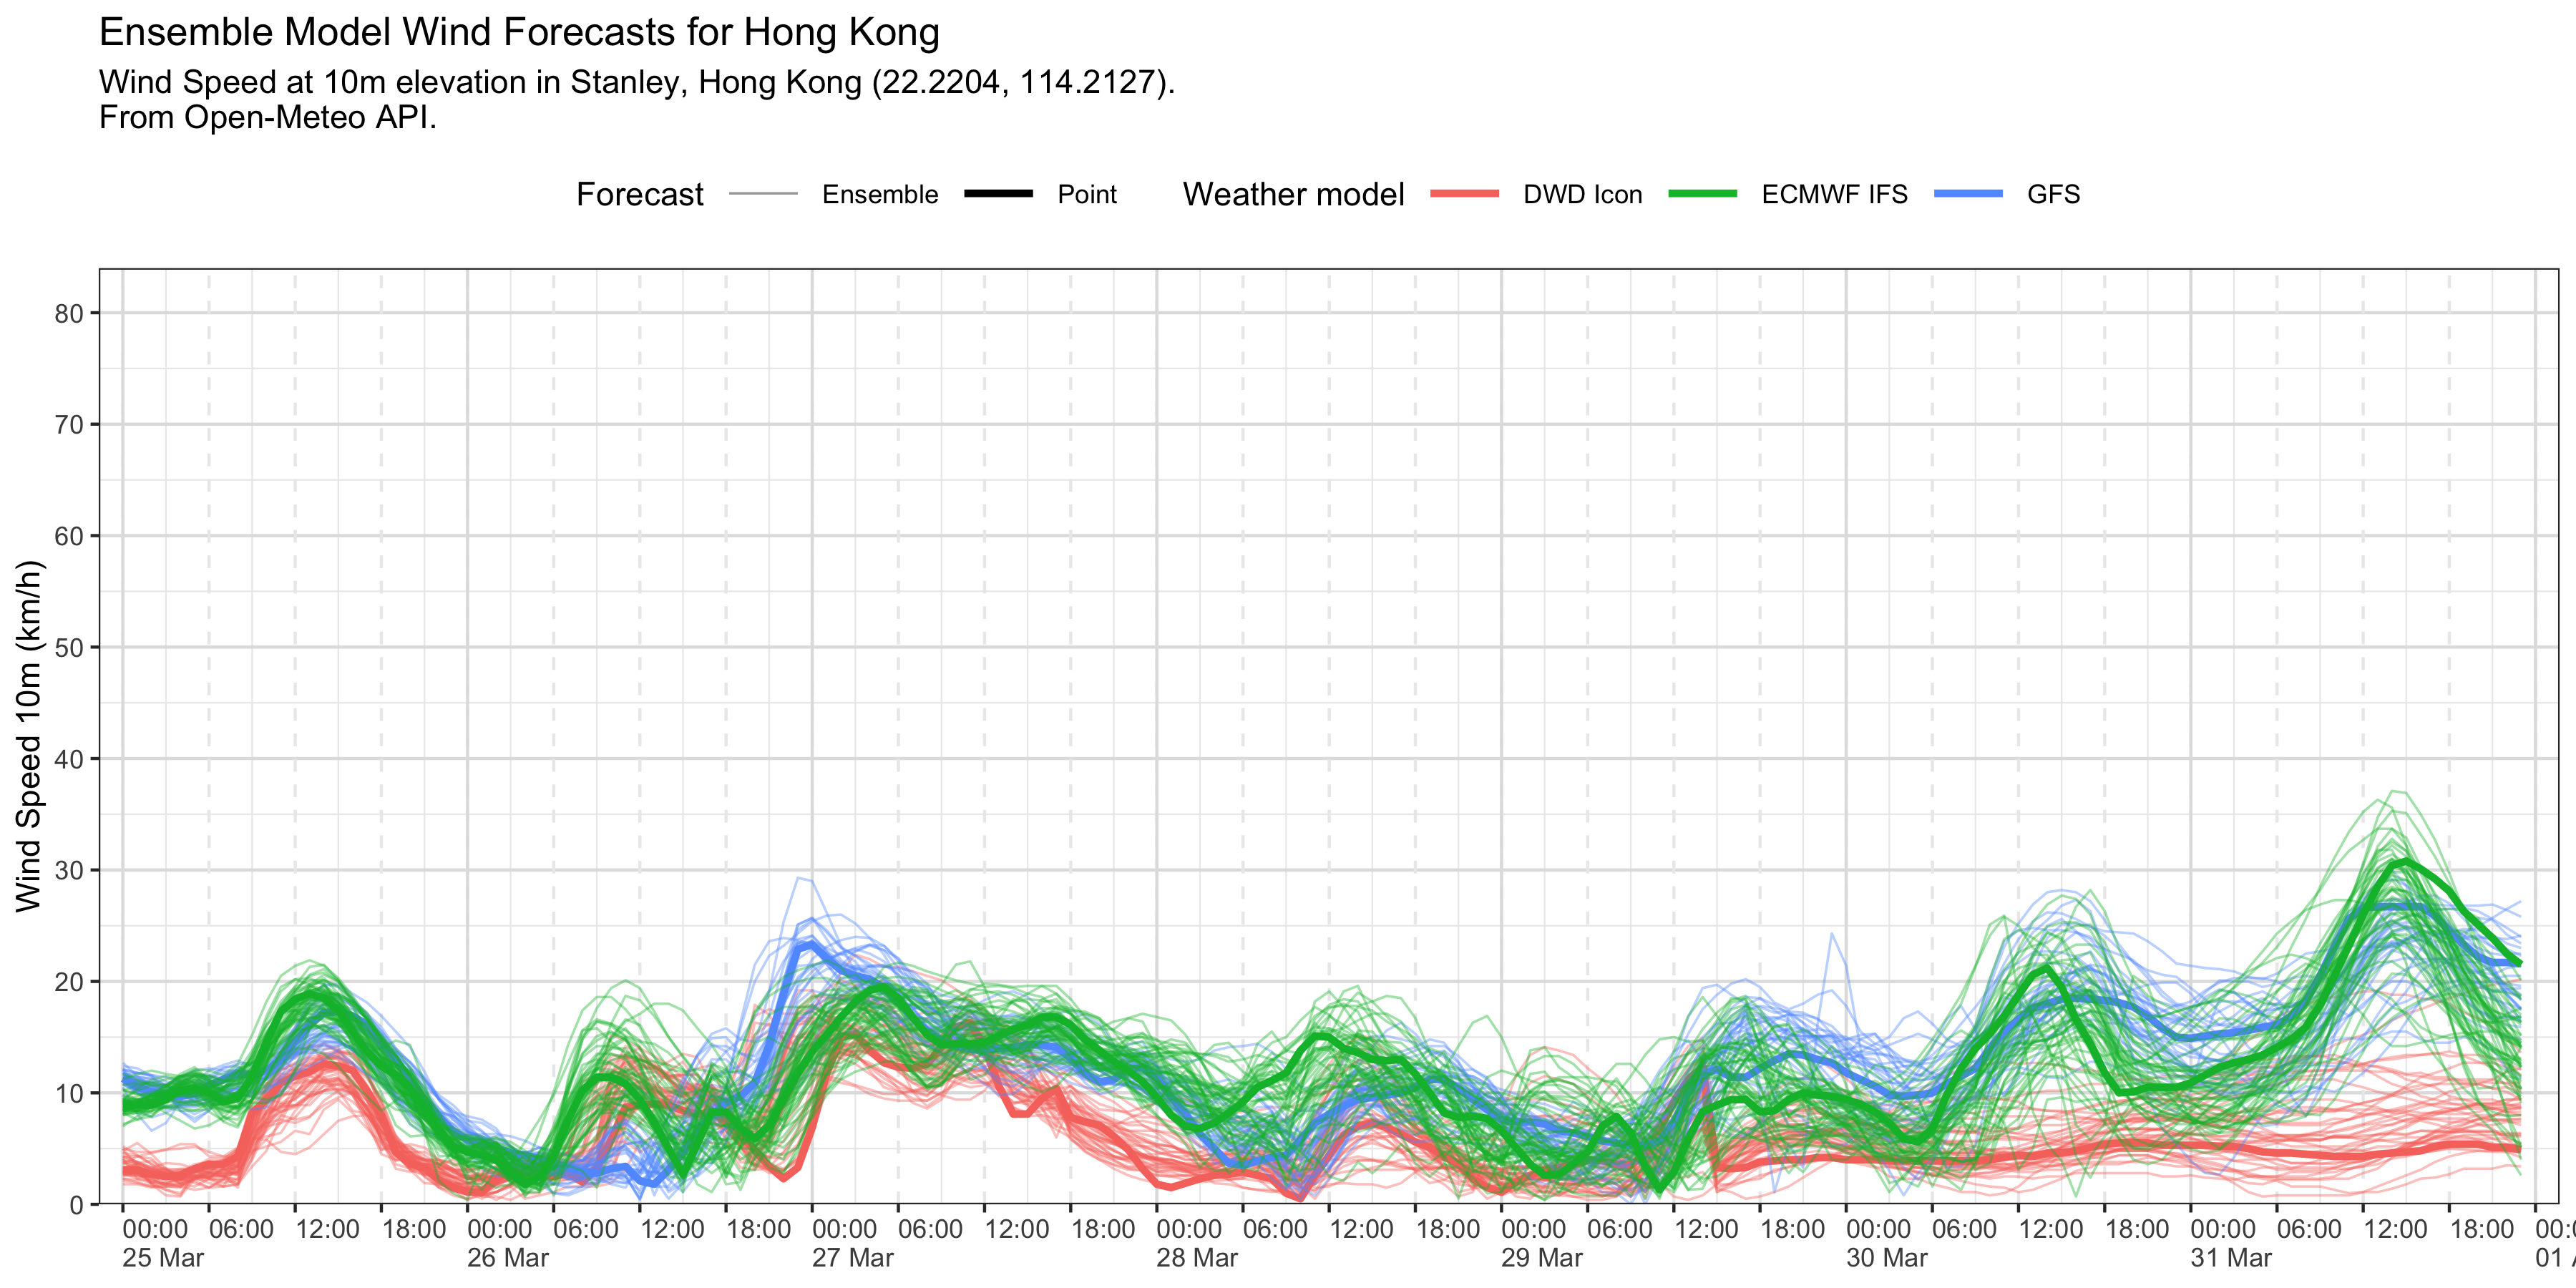 Ensemble Model Wind Forecasts for Hong Kong
Wind Speed at 10m elevation in Stanley, Hong Kong (22.2204, 114.2127).
From Open-Meteo API.
Forecast Ensemble Point Weather model DWD Icon ECMWF IFS GFS
Wind Speed 10m (km/h)
80
70
60
50
40
30
20
10
0
00:00 06:00 12:00 18:00 00:00 06:00 12:00 18:00 00:00 06:00 12:00 18:00 00:00 06:00 12:00 18:00 00:00 06:00 12:00 18:00 00:00 06:00 12:00 18:00 00:00 06:00 12:00 18:00
25 Mar 26 Mar 27 Mar 28 Mar 29 Mar 30 Mar 31 Mar 01